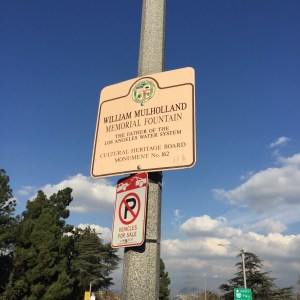 WILLIAM MULHOLLAND
MEMORIAL FOUNTAIN
THE FATHER OF THE
LOS ANGELES WATER SYSTEM
CULTURAL HERITAGE BOARD
MONUMENT No. 162
P
VEHICLES
FOR SALE